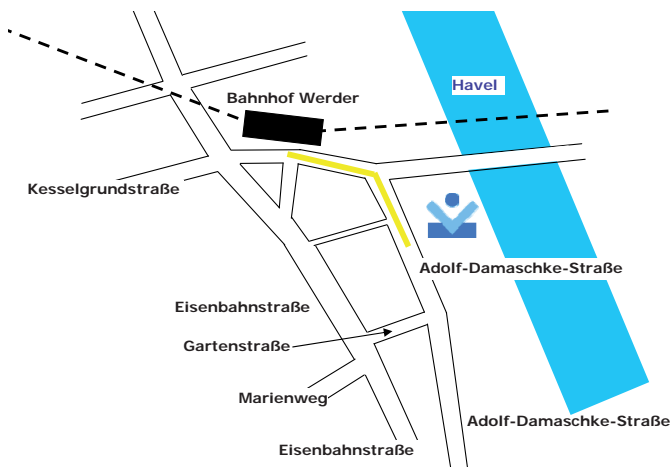 Havel
Bahnhof Werder
Kesselgrundstraße
Adolf-Damaschke-Straße
Eisenbahnstraße
Gartenstraße
Marienweg
Adolf-Damaschke-Straße
Eisenbahnstraße